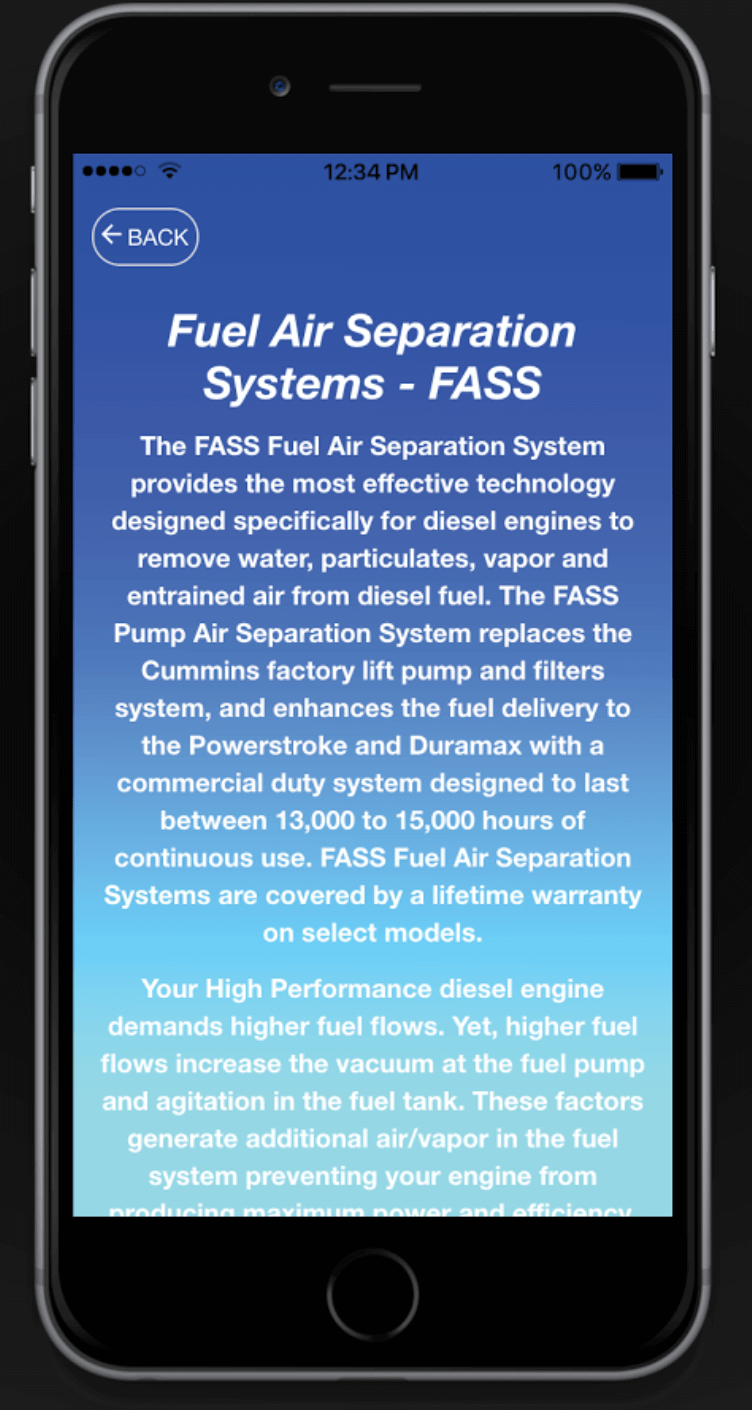 12:34 PM 100%
BACK
Fuel Air Separation
Systems - FASS
The FASS Fuel Air Separation System
provides the most effective technology
designed specifically for diesel engines to
remove water, particulates, vapor and
entrained air from diesel fuel. The FASS
Pump Air Separation System replaces the
Cummins factory lift pump and filters
system, and enhances the fuel delivery to
the Powerstroke and Duramax with a
commercial duty system designed to last
between 13,000 to 15,000 hours of
continuous use. FASS Fuel Air Separation
Systems are covered by a lifetime warranty
on select models.
Your High Performance diesel engine
demands higher fuel flows. Yet, higher fuel
flows increase the vacuum at the fuel pump
and agitation in the fuel tank. These factors
generate additional air/vapor in the fuel
system preventing your engine from
producing maximum power and efficiency